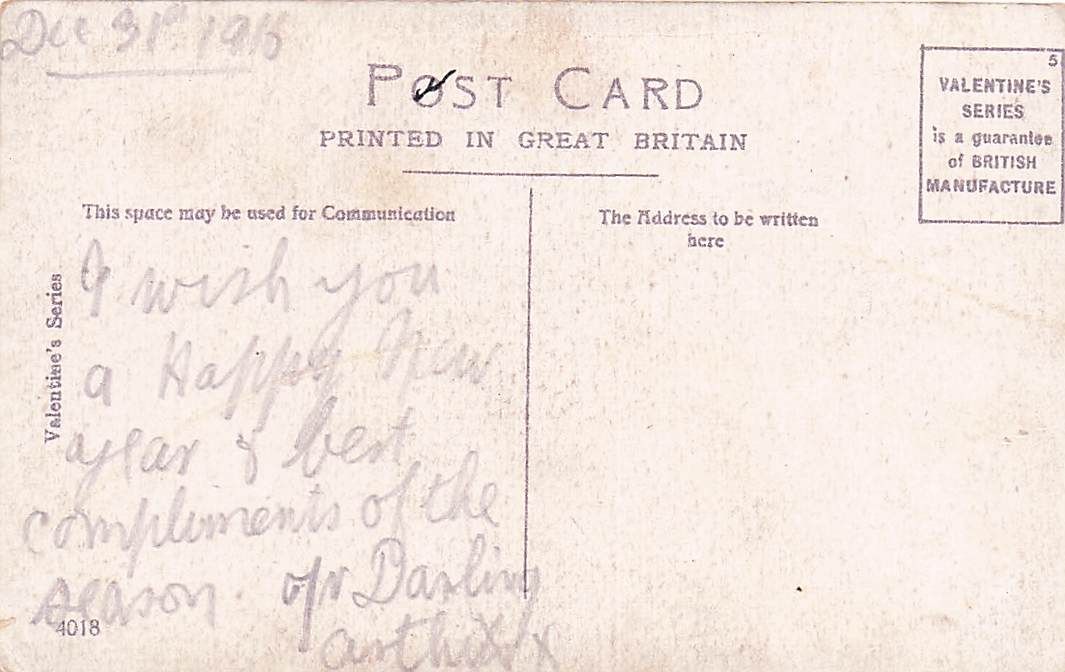 Dec 31st 191
POST CARD
PRINTED IN GREAT BRITAIN
5
VALENTINE'S
SERIES
is a guarantee
of BRITISH
MANUFACTURE
This space may be used for Communication
The Address to be written
here
Valentine's Series
I wish you
a Happy New
year & best
compliments of the
season. Darling
4018